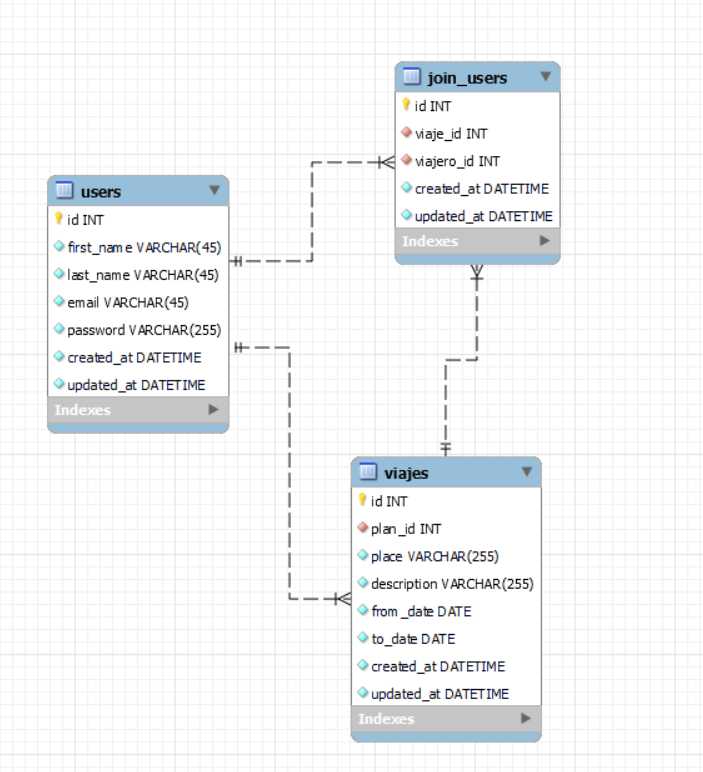 join_users
id INT
viaje_id INT
viajero_id INT
created_at DATETIME
updated_at DATETIME
Indexes
users
id INT
first_name VARCHAR(45)
last_name VARCHAR(45)
email VARCHAR(45)
password VARCHAR(255)
created_at DATETIME
updated_at DATETIME
Indexes
viajes
id INT
plan_id INT
place VARCHAR(255)
description VARCHAR(255)
from_date DATE
to_date DATE
created_at DATETIME
updated_at DATETIME
Indexes